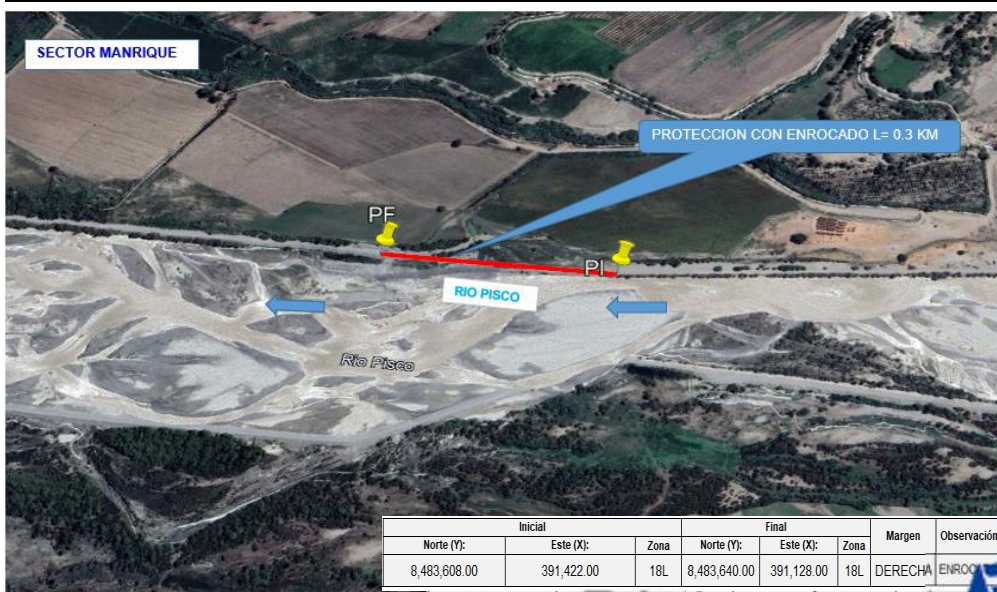 SECTOR MANRIQUE
PROTECCION CON ENROCADO L= 0.3 KM
PF
PI
RIO PISCO
Rio Pisco
Inicial Final Margen Observación
Norte (Y): Este (X): Zona Norte (Y): Este (X): Zona
8,483,608.00 391,422.00 18L 8,483,640.00 391,128.00 18L DERECHA